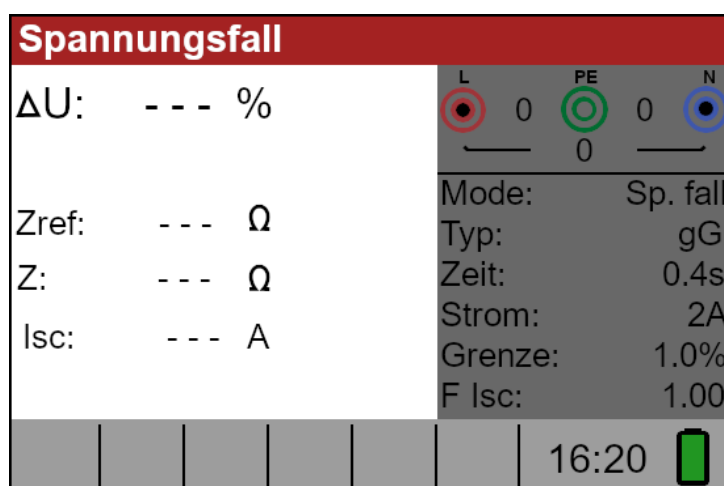 Spannungsfall
ΔU: - - - %
Zref: - - - Ω
Z: - - - Ω
Isc: - - - A
L PE N
0 0
0
Mode: Sp. fall
Typ: gG
Zeit: 0.4s
Strom: 2A
Grenze: 1.0%
F Isc: 1.00
16:20